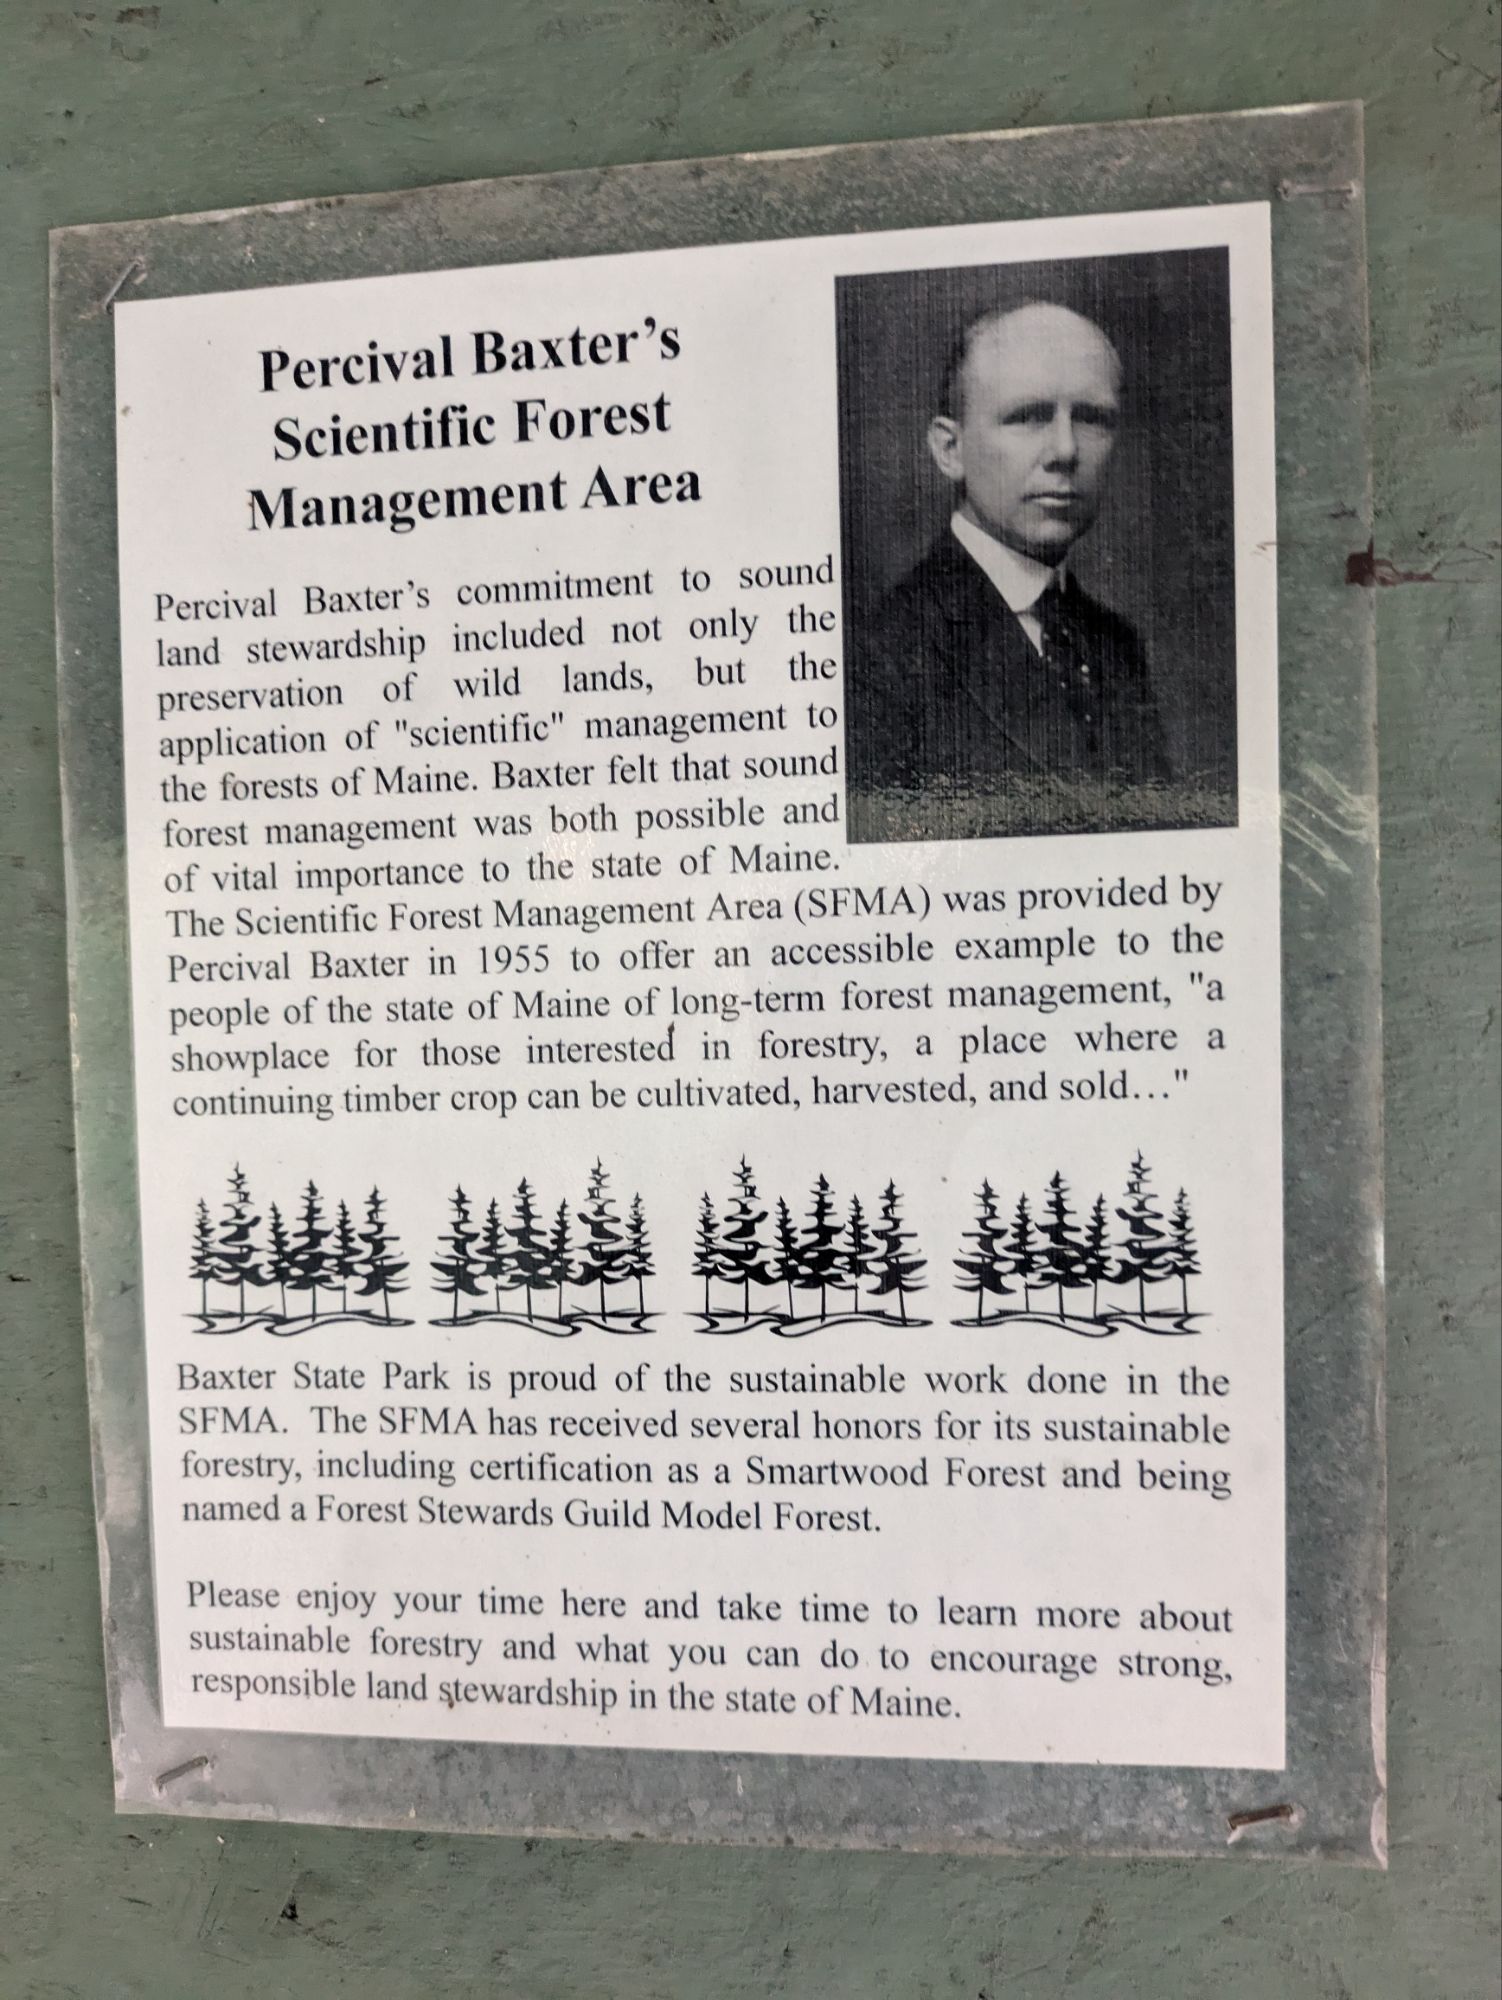 Percival Baxter's
Scientific Forest
Management Area
Percival Baxter's commitment to sound
land stewardship included not only the
preservation of wild lands, but the
application of "scientific" management to
the forests of Maine. Baxter felt that sound
forest management was both possible and
of vital importance to the state of Maine.
The Scientific Forest Management Area (SFMA) was provided by
Percival Baxter in 1955 to offer an accessible example to the
people of the state of Maine of long-term forest management, "a
showplace for those interested in forestry, a place where a
continuing timber crop can be cultivated, harvested, and sold…"
Baxter State Park is proud of the sustainable work done in the
SFMA. The SFMA has received several honors for its sustainable
forestry, including certification as a Smartwood Forest and being
named a Forest Stewards Guild Model Forest.
Please enjoy your time here and take time to learn more about
sustainable forestry and what you can do to encourage strong,
responsible land stewardship in the state of Maine.